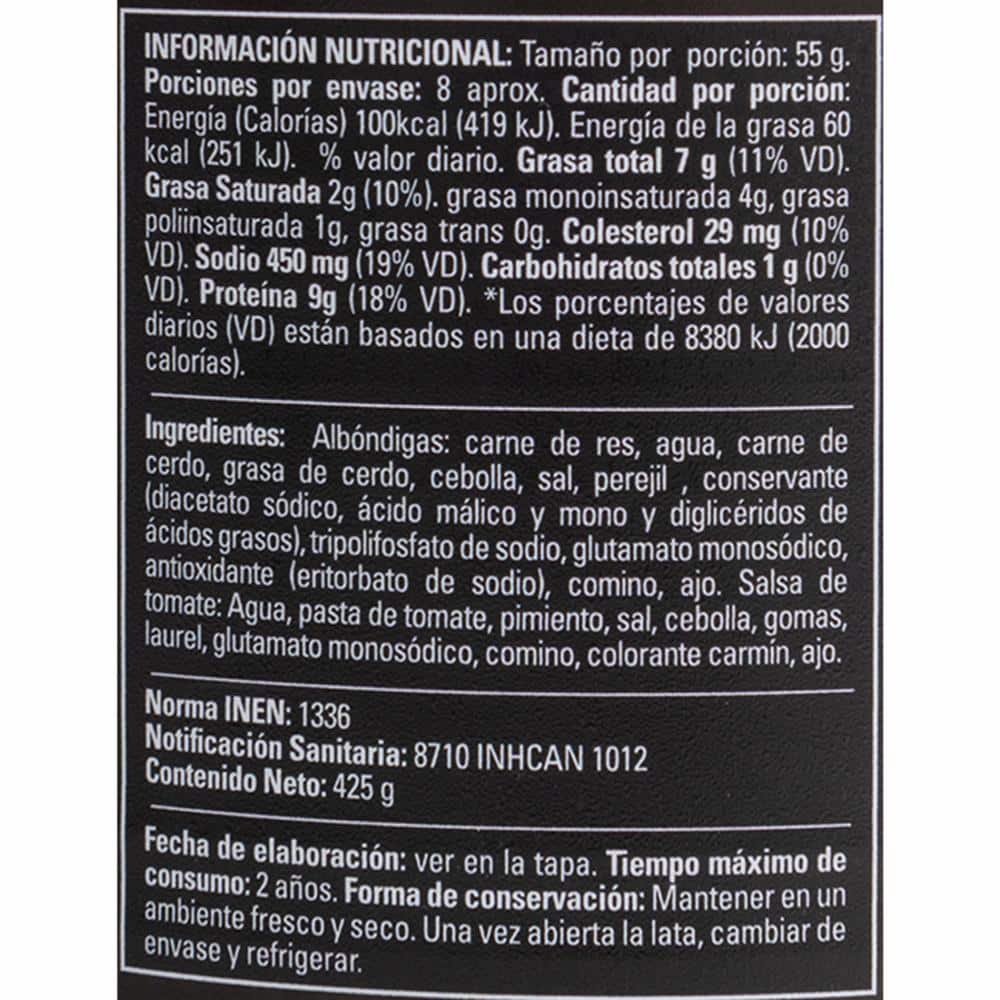 INFORMACIÓN NUTRICIONAL: Tamaño por porción: 55 g.
Porciones por envase: 8 aprox. Cantidad por porción:
Energía (Calorías) 100kcal (419 kJ). Energía de la grasa 60
kcal (251 kJ). % valor diario. Grasa total 7 g (11% VD).
Grasa Saturada 2g (10%). grasa monoinsaturada 4g, grasa
poliinsaturada 1g, grasa trans 0g. Colesterol 29 mg (10%
VD). Sodio 450 mg (19% VD). Carbohidratos totales 1 g (0%
VD). Proteína 9g (18% VD). *Los porcentajes de valores
diarios (VD) están basados en una dieta de 8380 kJ (2000
calorías).
Ingredientes: Albóndigas: carne de res, agua, carne de
cerdo, grasa de cerdo, cebolla, sal, perejil , conservante
(diacetato sódico, ácido málico y mono y diglicéridos de
ácidos grasos), tripolifosfato de sodio, glutamato monosódico,
antioxidante (eritorbato de sodio), comino, ajo. Salsa de
tomate: Agua, pasta de tomate, pimiento, sal, cebolla, gomas,
laurel, glutamato monosódico, comino, colorante carmín, ajo.
Norma INEN: 1336
Notificación Sanitaria: 8710 INHCAN 1012
Contenido Neto: 425 g
Fecha de elaboración: ver en la tapa. Tiempo máximo de
consumo: 2 años. Forma de conservación: Mantener en un
ambiente fresco y seco. Una vez abierta la lata, cambiar de
envase y refrigerar.